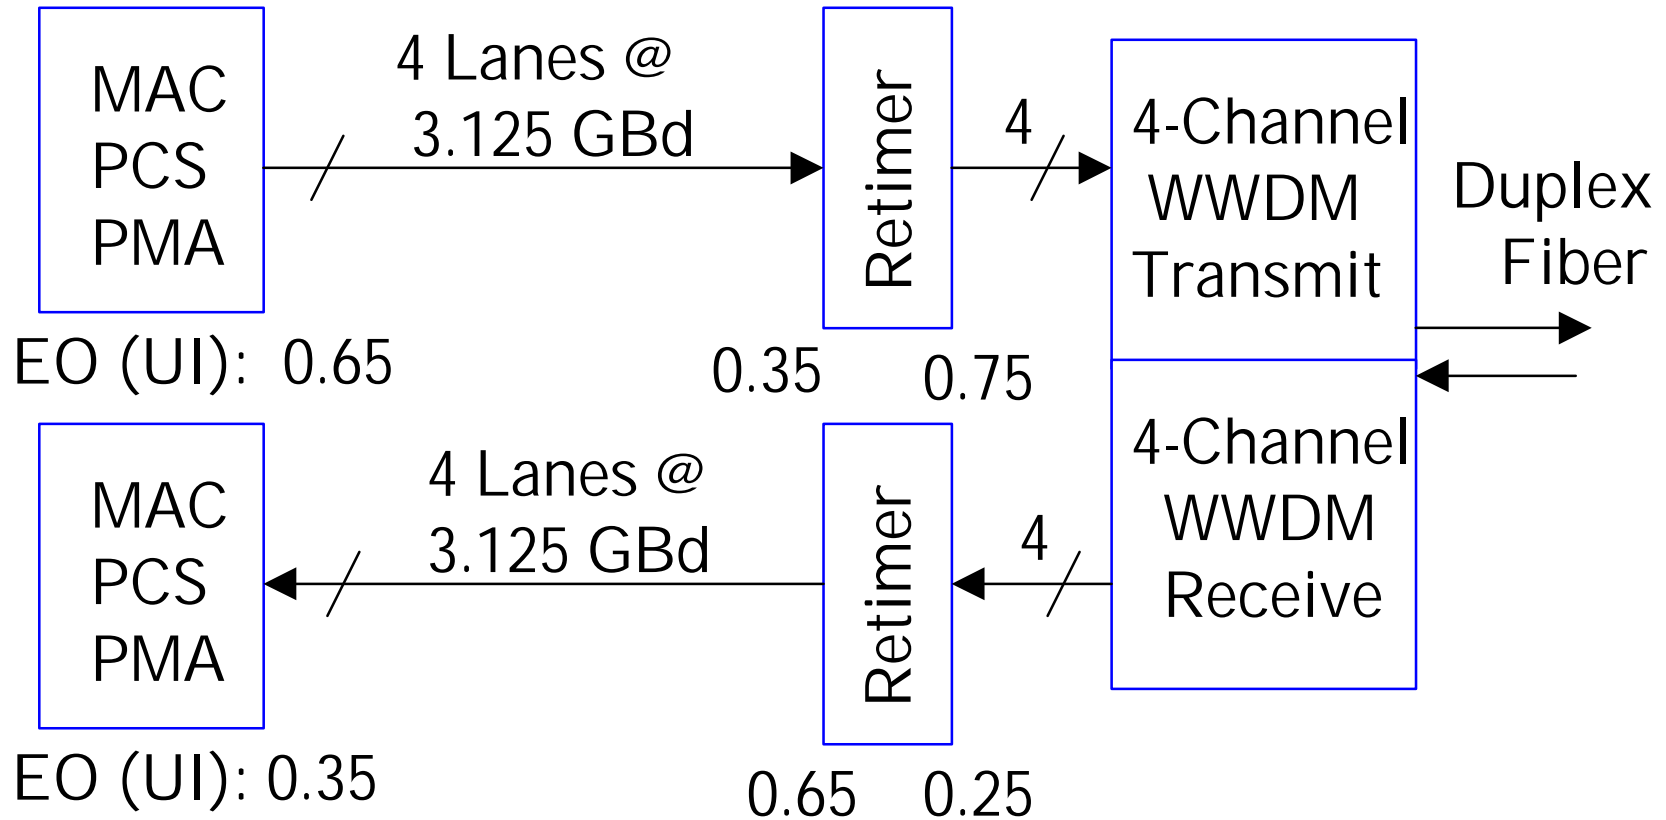 MAC
PCS
PMA
4 Lanes @
3.125 GBd
Retimer
4
4-Channel
WWDM
Transmit
Duplex
Fiber
EO (UI): 0.65
0.35
0.75
MAC
PCS
PMA
4 Lanes @
3.125 GBd
Retimer
4
4-Channel
WWDM
Receive
EO (UI): 0.35
0.65
0.25